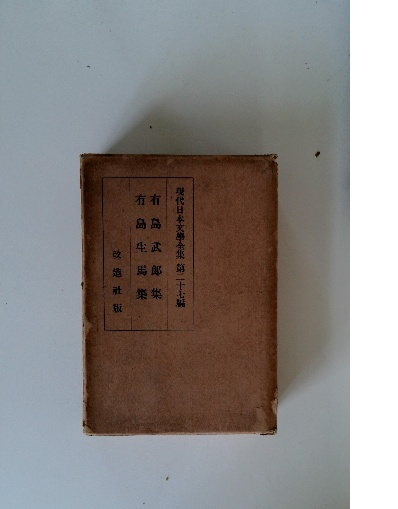 現代日本文學全集 第二十七編
有島武郎集
有島生馬集
改造社版